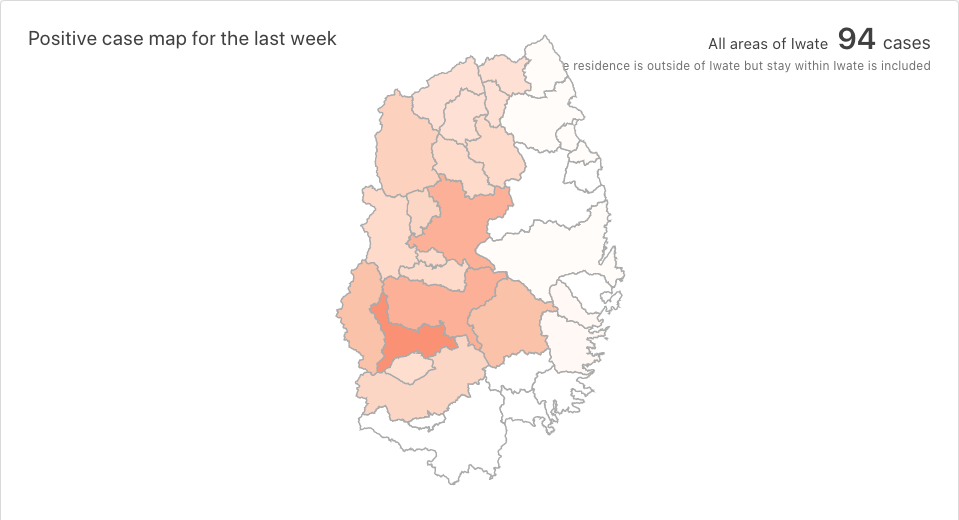 Positive case map for the last week
All areas of Iwate 94 cases
residence is outside of Iwate but stay within Iwate is included